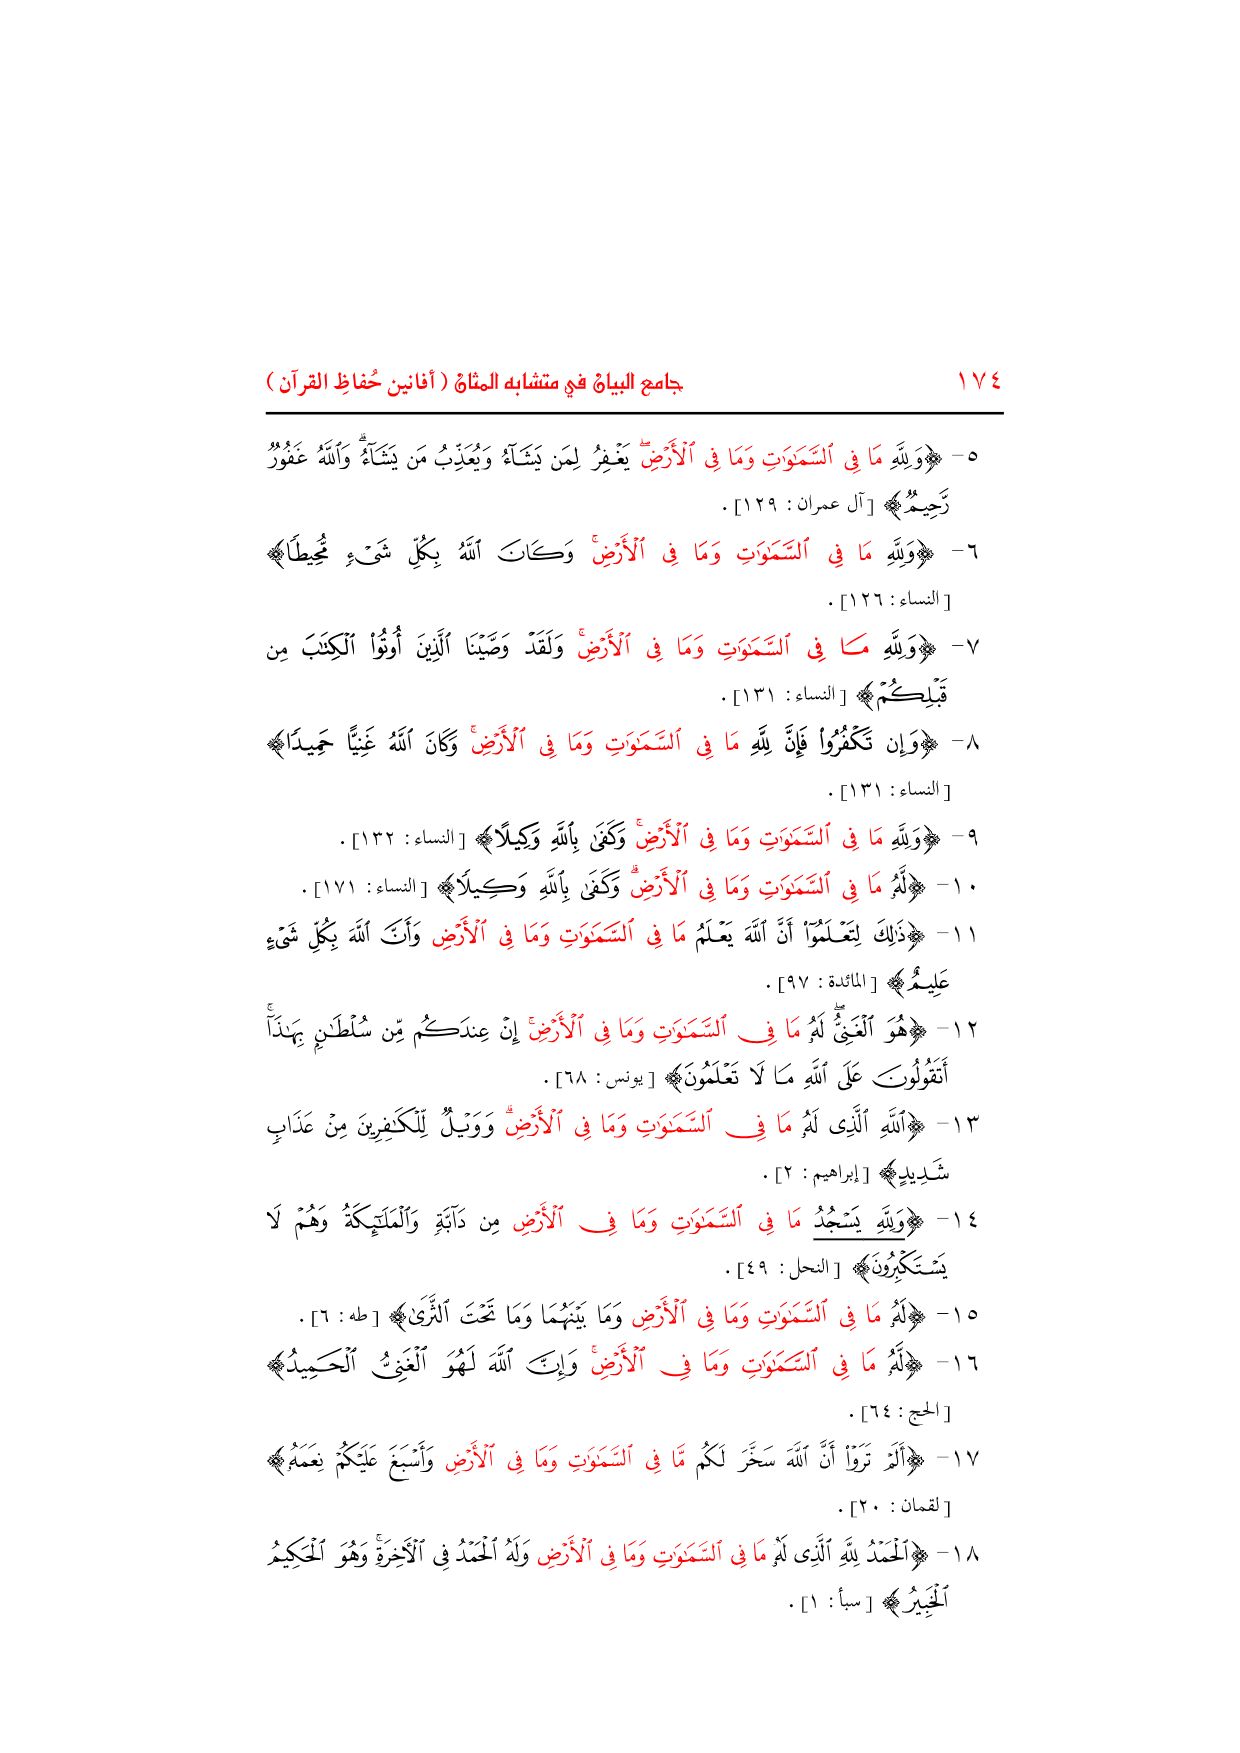 ١٧٤ جامع البيان في متشابه المثان ( أفانين حُفاظِ القرآن )
٥- ﴿وَلِلَّهِ مَا فِى ٱلسَّمَٰوَٰتِ وَمَا فِى ٱلْأَرْضِ ۖ يَغْفِرُ لِمَن يَشَآءُ وَيُعَذِّبُ مَن يَشَآءُ ۗ وَٱللَّهُ غَفُورٌ
رَّحِيمٌ﴾ [آل عمران: ١٢٩].
٦- ﴿وَلِلَّهِ مَا فِى ٱلسَّمَٰوَٰتِ وَمَا فِى ٱلْأَرْضِ ۚ وَكَانَ ٱللَّهُ بِكُلِّ شَىْءٍ مُّحِيطًا﴾
[النساء: ١٢٦].
٧- ﴿وَلِلَّهِ مَا فِى ٱلسَّمَٰوَٰتِ وَمَا فِى ٱلْأَرْضِ ۚ وَلَقَدْ وَصَّيْنَا ٱلَّذِينَ أُوتُوا۟ ٱلْكِتَٰبَ مِن
قَبْلِكُمْ﴾ [النساء: ١٣١].
٨- ﴿وَإِن تَكْفُرُوا۟ فَإِنَّ لِلَّهِ مَا فِى ٱلسَّمَٰوَٰتِ وَمَا فِى ٱلْأَرْضِ ۚ وَكَانَ ٱللَّهُ غَنِيًّا حَمِيدًا﴾
[النساء: ١٣١].
٩- ﴿وَلِلَّهِ مَا فِى ٱلسَّمَٰوَٰتِ وَمَا فِى ٱلْأَرْضِ ۚ وَكَفَىٰ بِٱللَّهِ وَكِيلًا﴾ [النساء: ١٣٢].
١٠- ﴿لَّهُۥ مَا فِى ٱلسَّمَٰوَٰتِ وَمَا فِى ٱلْأَرْضِ ۗ وَكَفَىٰ بِٱللَّهِ وَكِيلًا﴾ [النساء: ١٧١].
١١- ﴿ذَٰلِكَ لِتَعْلَمُوٓا۟ أَنَّ ٱللَّهَ يَعْلَمُ مَا فِى ٱلسَّمَٰوَٰتِ وَمَا فِى ٱلْأَرْضِ وَأَنَّ ٱللَّهَ بِكُلِّ شَىْءٍ
عَلِيمٌ﴾ [المائدة: ٩٧].
١٢- ﴿هُوَ ٱلْغَنِىُّ ۖ لَهُۥ مَا فِى ٱلسَّمَٰوَٰتِ وَمَا فِى ٱلْأَرْضِ ۚ إِنْ عِندَكُم مِّن سُلْطَٰنٍۭ بِهَٰذَآ ۚ
أَتَقُولُونَ عَلَى ٱللَّهِ مَا لَا تَعْلَمُونَ﴾ [يونس: ٦٨].
١٣- ﴿ٱللَّهِ ٱلَّذِى لَهُۥ مَا فِى ٱلسَّمَٰوَٰتِ وَمَا فِى ٱلْأَرْضِ ۗ وَوَيْلٌ لِّلْكَٰفِرِينَ مِنْ عَذَابٍ
شَدِيدٍ﴾ [إبراهيم: ٢].
١٤- ﴿وَلِلَّهِ يَسْجُدُ مَا فِى ٱلسَّمَٰوَٰتِ وَمَا فِى ٱلْأَرْضِ مِن دَآبَّةٍ وَٱلْمَلَٰٓئِكَةُ وَهُمْ لَا
يَسْتَكْبِرُونَ﴾ [النحل: ٤٩].
١٥- ﴿لَهُۥ مَا فِى ٱلسَّمَٰوَٰتِ وَمَا فِى ٱلْأَرْضِ وَمَا بَيْنَهُمَا وَمَا تَحْتَ ٱلثَّرَىٰ﴾ [طه: ٦].
١٦- ﴿لَّهُۥ مَا فِى ٱلسَّمَٰوَٰتِ وَمَا فِى ٱلْأَرْضِ ۚ وَإِنَّ ٱللَّهَ لَهُوَ ٱلْغَنِىُّ ٱلْحَمِيدُ﴾
[الحج: ٦٤].
١٧- ﴿أَلَمْ تَرَوْا۟ أَنَّ ٱللَّهَ سَخَّرَ لَكُم مَّا فِى ٱلسَّمَٰوَٰتِ وَمَا فِى ٱلْأَرْضِ وَأَسْبَغَ عَلَيْكُمْ نِعَمَهُۥ﴾
[لقمان: ٢٠].
١٨- ﴿ٱلْحَمْدُ لِلَّهِ ٱلَّذِى لَهُۥ مَا فِى ٱلسَّمَٰوَٰتِ وَمَا فِى ٱلْأَرْضِ وَلَهُ ٱلْحَمْدُ فِى ٱلْءَاخِرَةِ ۚ وَهُوَ ٱلْحَكِيمُ
ٱلْخَبِيرُ﴾ [سبأ: ١].